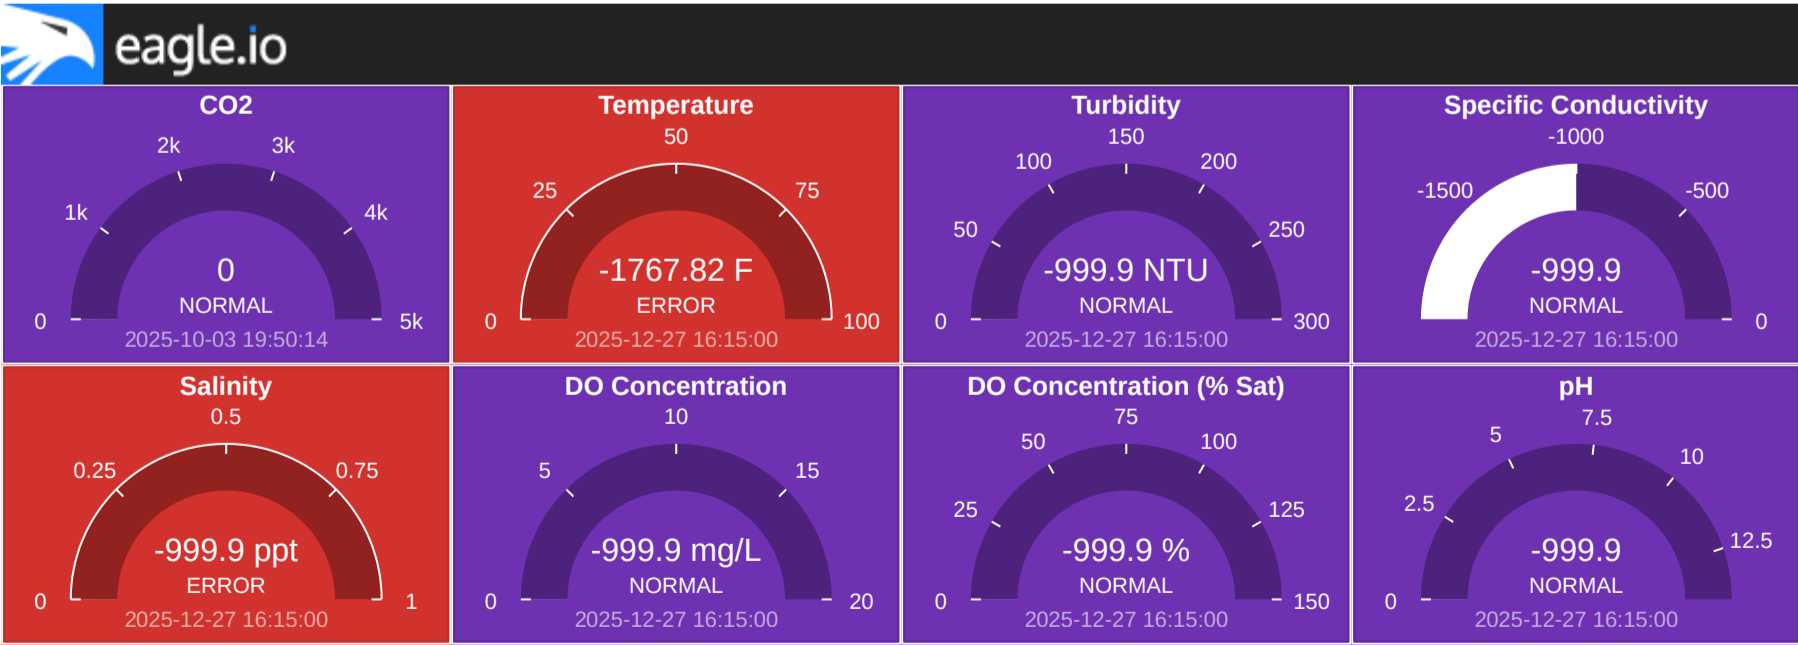 eagle.io
CO2
2k 3k
1k 4k
0
NORMAL
0 5k
2025-10-03 19:50:14
Temperature
50
25 75
-1767.82 F
ERROR
0 100
2025-12-27 16:15:00
Turbidity
150
100 200
50 250
-999.9 NTU
NORMAL
0 300
2025-12-27 16:15:00
Specific Conductivity
-1000
-1500 -500
-999.9
NORMAL
0
2025-12-27 16:15:00
Salinity
0.5
0.25 0.75
-999.9 ppt
ERROR
0 1
2025-12-27 16:15:00
DO Concentration
10
5 15
-999.9 mg/L
NORMAL
0 20
2025-12-27 16:15:00
DO Concentration (% Sat)
75
50 100
25 125
-999.9 %
NORMAL
0 150
2025-12-27 16:15:00
pH
7.5
5 10
2.5 12.5
-999.9
NORMAL
0
2025-12-27 16:15:00